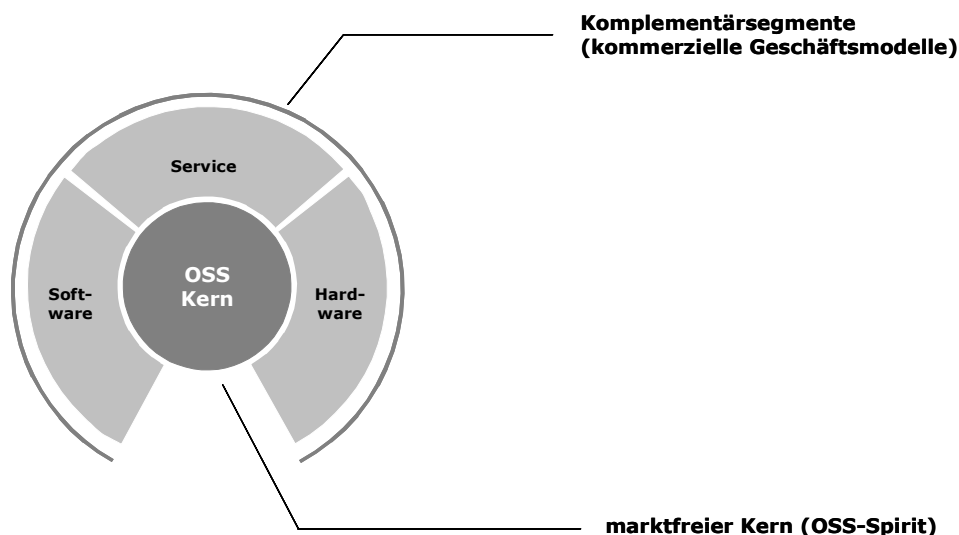 Komplementärsegmente
(kommerzielle Geschäftsmodelle)
Service
OSS
Kern
Soft-
ware
Hard-
ware
marktfreier Kern (OSS-Spirit)